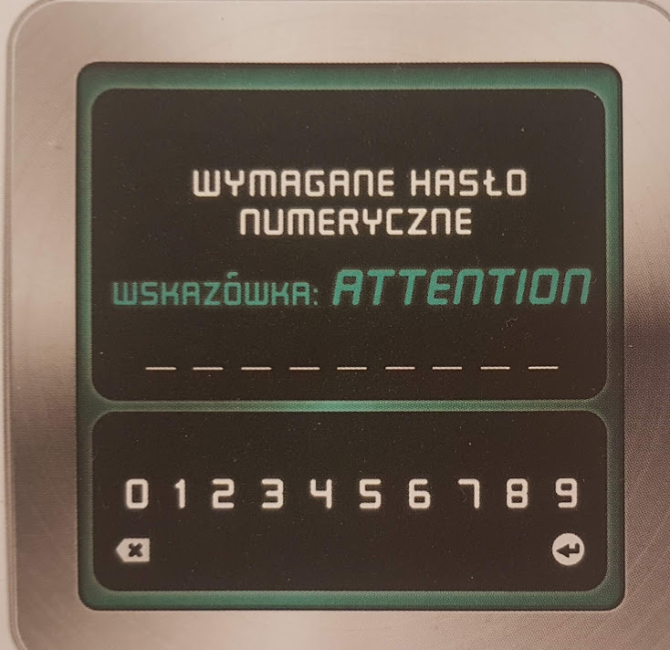 WYMAGANE HASŁO
NUMERYCZNE
WSKAZÓWKA: ATTENTION
_ _ _ _ _ _ _ _ _
0 1 2 3 4 5 6 7 8 9